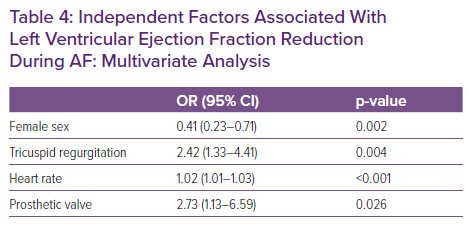 Table 4: Independent Factors Associated With
Left Ventricular Ejection Fraction Reduction
During AF: Multivariate Analysis
OR (95% CI) p-value
Female sex 0.41 (0.23–0.71) 0.002
Tricuspid regurgitation 2.42 (1.33–4.41) 0.004
Heart rate 1.02 (1.01–1.03) <0.001
Prosthetic valve 2.73 (1.13–6.59) 0.026